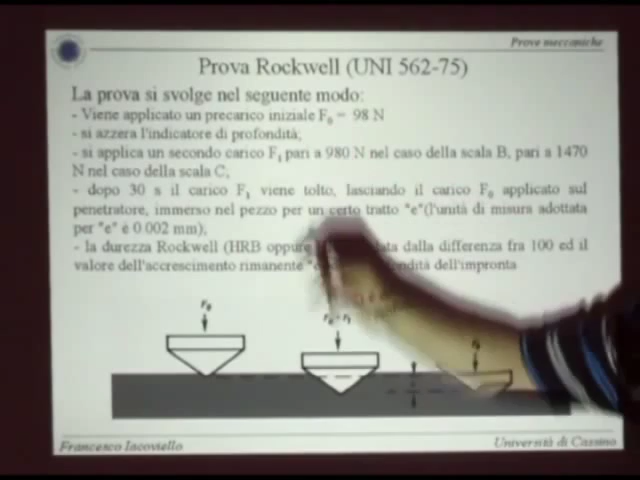 Prove meccaniche
Prova Rockwell (UNI 562-75)
La prova si svolge nel seguente modo:
- Viene applicato un precarico iniziale F₀ = 98 N
- si azzera l'indicatore di profondità;
- si applica un secondo carico F₁ pari a 980 N nel caso della scala B, pari a 1470
N nel caso della scala C,
- dopo 30 s il carico F₁ viene tolto, lasciando il carico F₀ applicato sul
penetratore, immerso nel pezzo per un certo tratto "e"(l'unità di misura adottata
per "e" è 0.002 mm),
- la durezza Rockwell (HRB oppure dalla differenza fra 100 ed il
valore dell'accrescimento rimanente dell'impronta
F₀
F₀ + F₁
F₀
Francesco Iacoviello
Università di Cassino